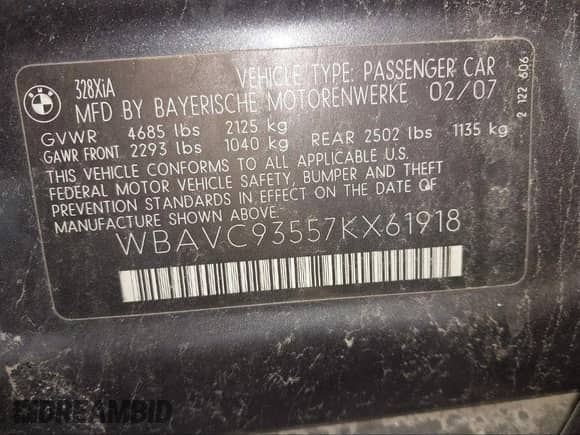 BMW
328XiA
VEHICLE TYPE: PASSENGER CAR
MFD BY BAYERISCHE MOTORENWERKE 02/07
GVWR 4685 lbs 2125 kg
GAWR FRONT 2293 lbs 1040 kg REAR 2502 lbs 1135 kg
THIS VEHICLE CONFORMS TO ALL APPLICABLE U.S.
FEDERAL MOTOR VEHICLE SAFETY, BUMPER AND THEFT
PREVENTION STANDARDS IN EFFECT ON THE DATE OF
MANUFACTURE SHOWN ABOVE.
WBAVC93557KX61918
2 122 606
DREAMBID